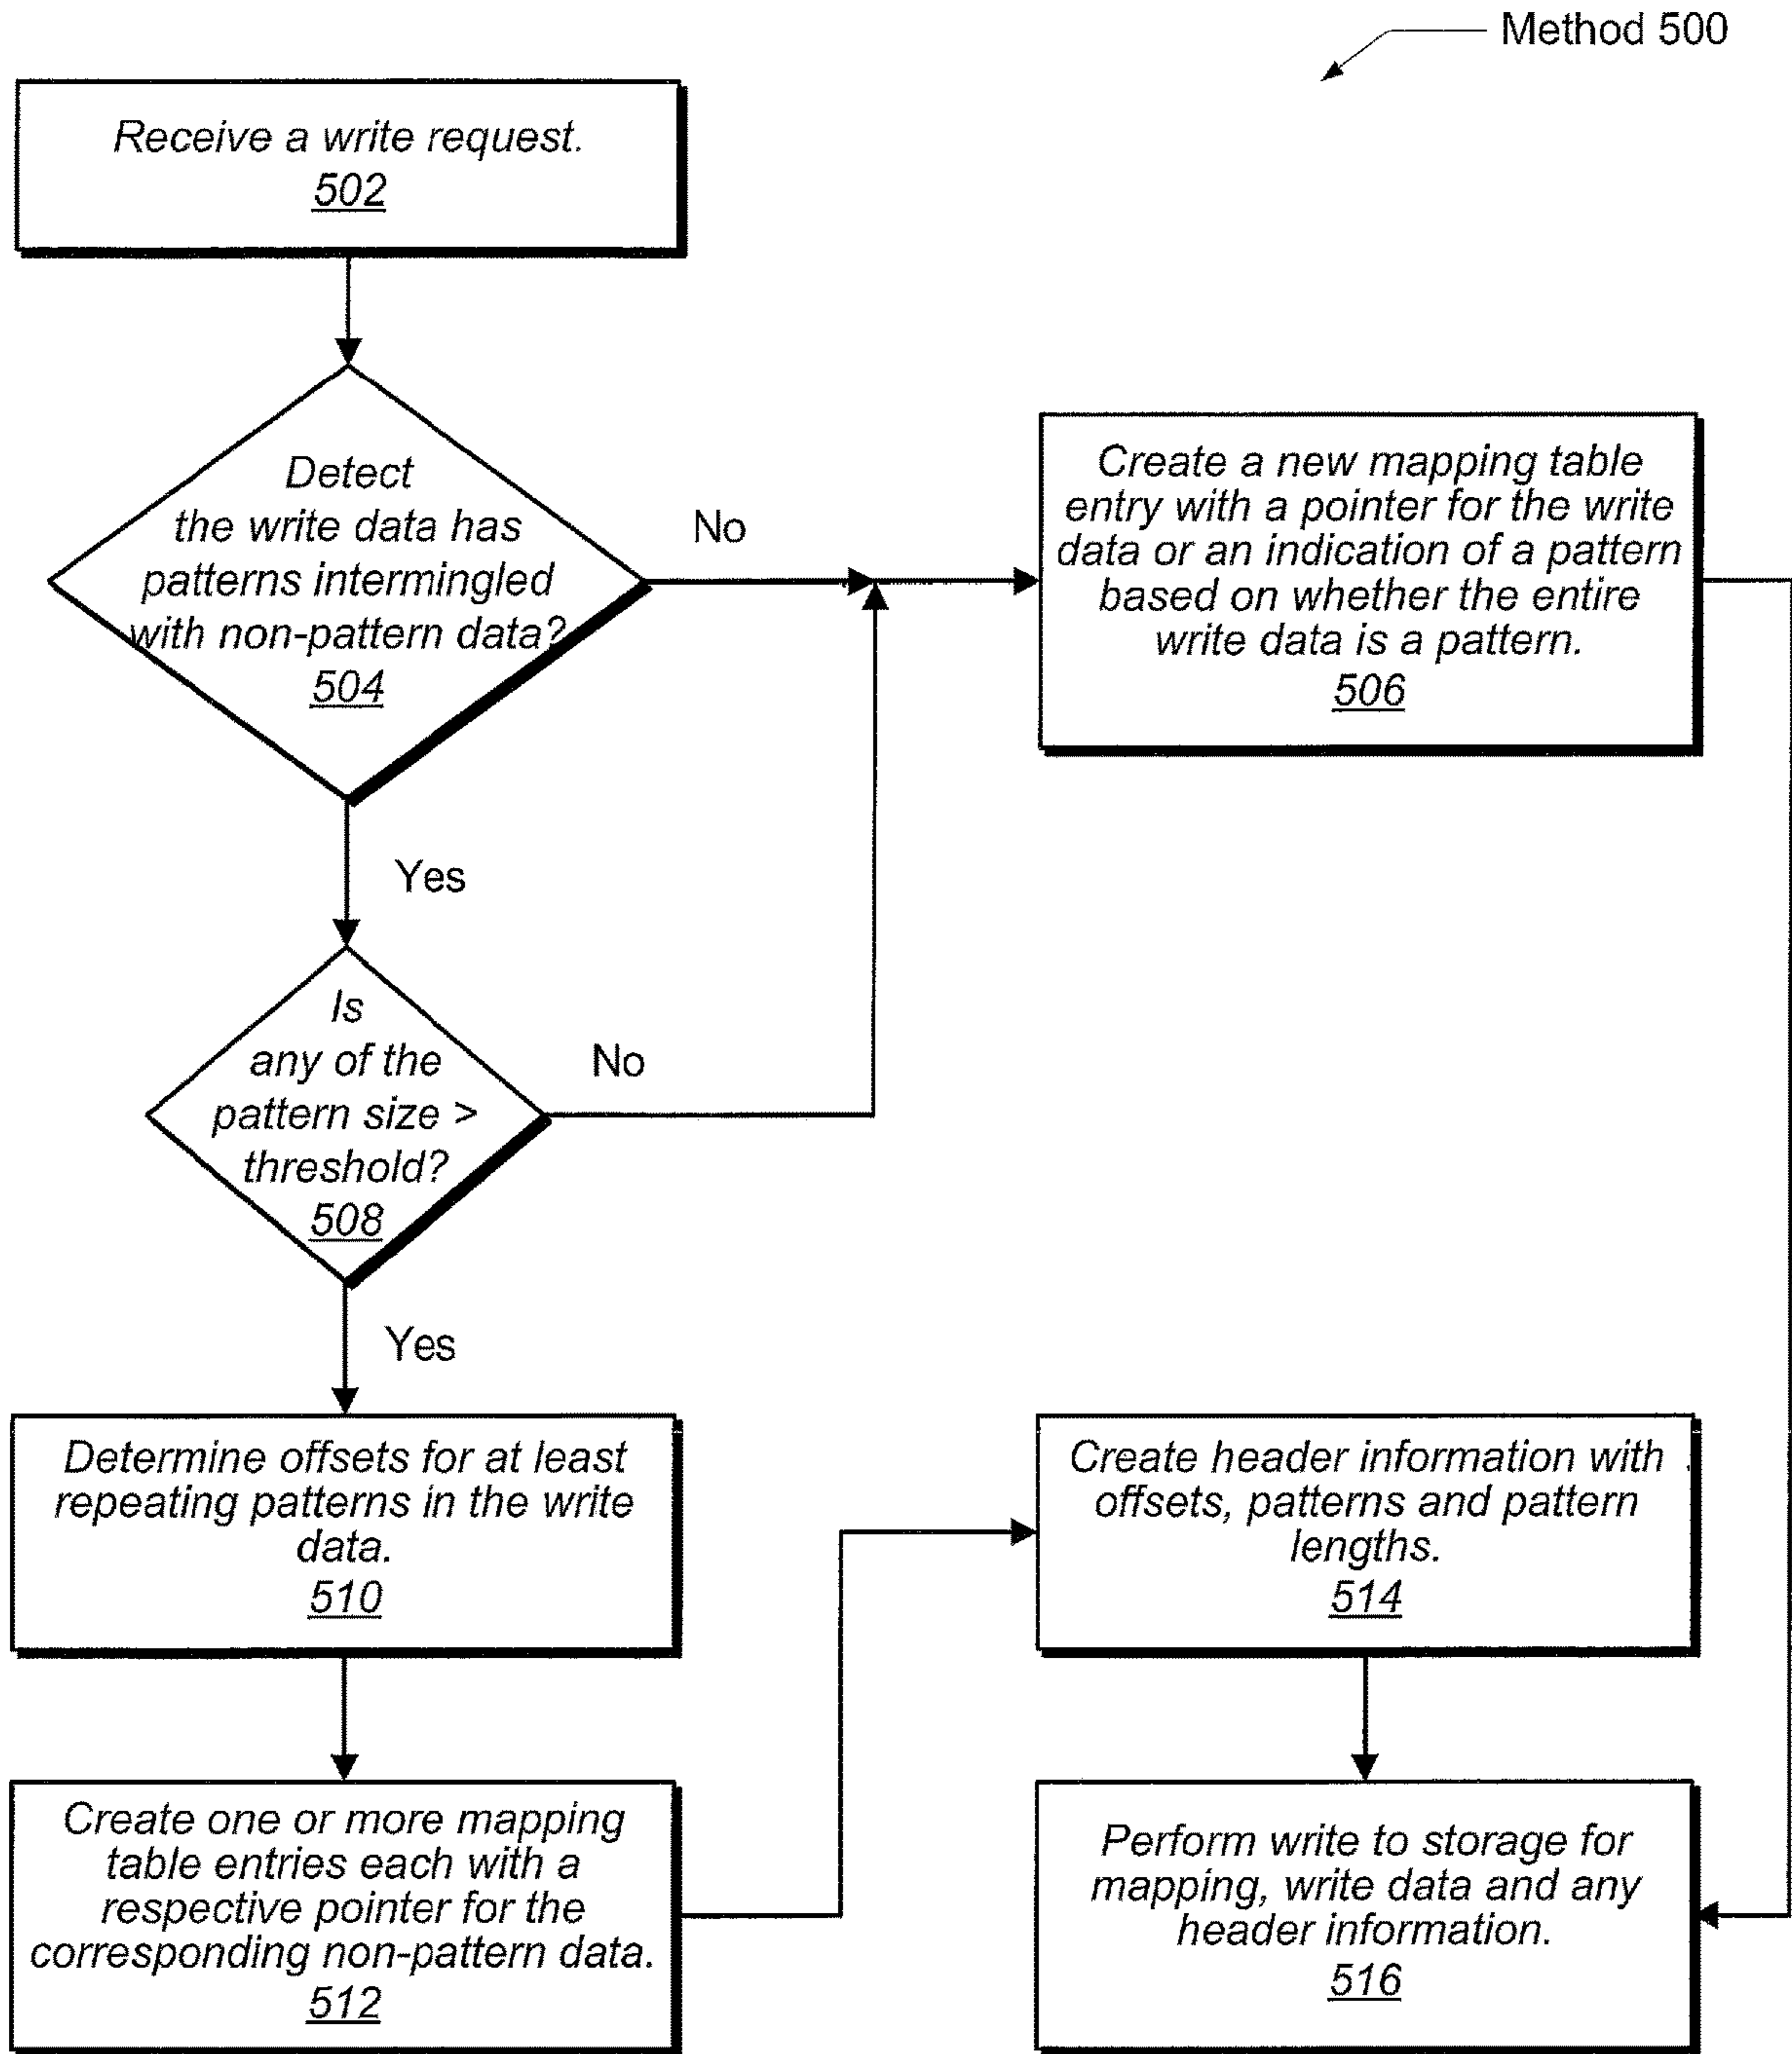 Method 500
Receive a write request.
502
Detect
the write data has
patterns intermingled
with non-pattern data?
504
No
Create a new mapping table
entry with a pointer for the write
data or an indication of a pattern
based on whether the entire
write data is a pattern.
506
Yes
Is
any of the
pattern size >
threshold?
508
No
Yes
Determine offsets for at least
repeating patterns in the write
data.
510
Create header information with
offsets, patterns and pattern
lengths.
514
Create one or more mapping
table entries each with a
respective pointer for the
corresponding non-pattern data.
512
Perform write to storage for
mapping, write data and any
header information.
516